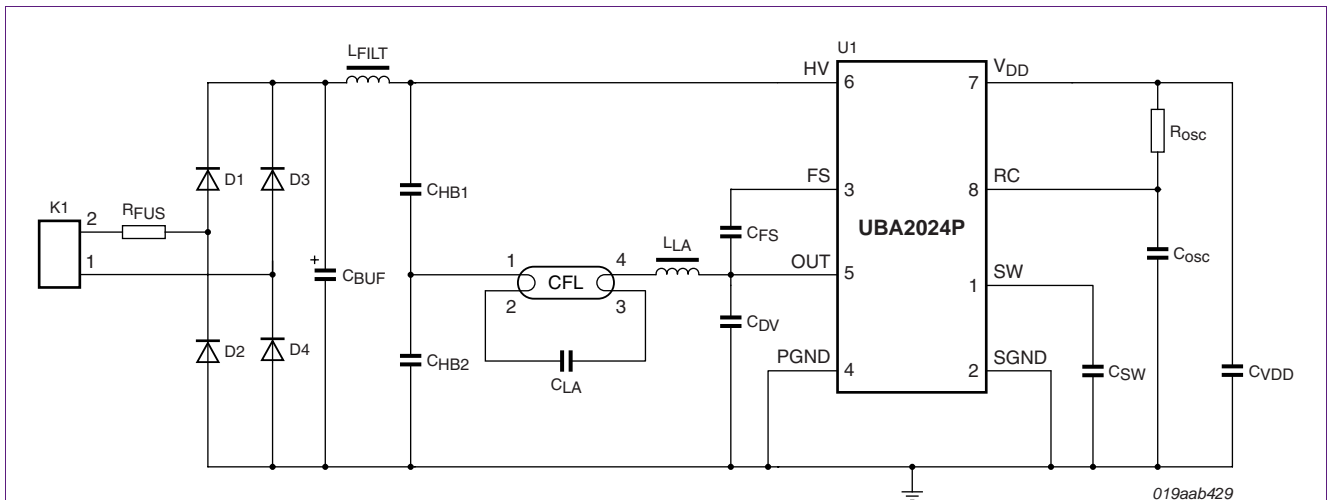 LFILT
U1
HV
6
7
VDD
Rosc
D1
D3
CHB1
FS
3
8
RC
K1
2
RFUS
UBA2024P
CFS
LLA
1
+
CBUF
1
CFL
4
OUT
5
Cosc
2
3
1
SW
CDV
D2
D4
CHB2
CLA
PGND
4
2
SGND
CSW
CVDD
019aab429